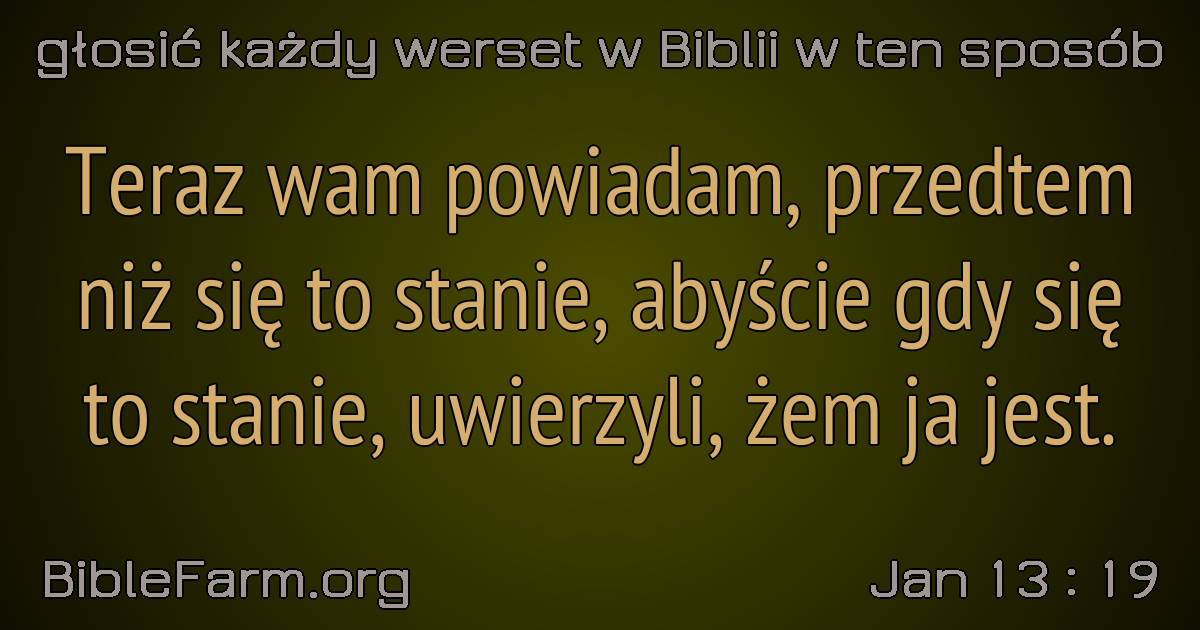 głosić każdy werset w Biblii w ten sposób
Teraz wam powiadam, przedtem
niż się to stanie, abyście gdy się
to stanie, uwierzyli, żem ja jest.
BibleFarm.org
Jan 13 : 19